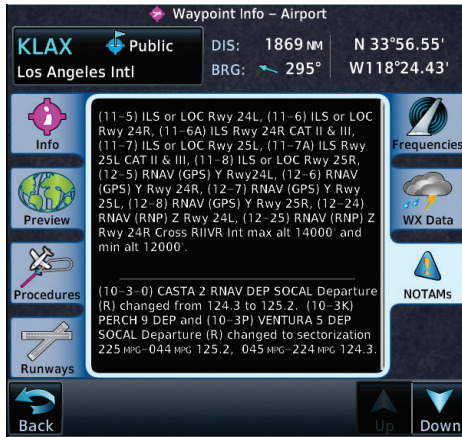 Waypoint Info – Airport
KLAX
Public
Los Angeles Intl
DIS: 1869 NM
BRG: 295°
N 33°56.55'
W118°24.43'
Info
Preview
Procedures
Runways
(11-5) ILS or LOC Rwy 24L, (11-6) ILS or LOC
Rwy 24R, (11-6A) ILS Rwy 24R CAT II & III,
(11-7) ILS or LOC Rwy 25L, (11-7A) ILS Rwy
25L CAT II & III, (11-8) ILS or LOC Rwy 25R,
(12-5) RNAV (GPS) Y Rwy24L, (12-6) RNAV
(GPS) Y Rwy 24R, (12-7) RNAV (GPS) Y Rwy
25L, (12-8) RNAV (GPS) Y Rwy 25R, (12-24)
RNAV (RNP) Z Rwy 24L, (12-25) RNAV (RNP) Z
Rwy 24R Cross RIIVR Int max alt 14000' and
min alt 12000'.
(10-3-0) CASTA 2 RNAV DEP SOCAL Departure
(R) changed from 124.3 to 125.2. (10-3K)
PERCH 9 DEP and (10-3P) VENTURA 5 DEP
SOCAL Departure (R) changed to sectorization
225 MPG-044 MPG 125.2, 045 MPG-224 MPG 124.3.
Frequencies
WX Data
NOTAMs
Back
Up
Down